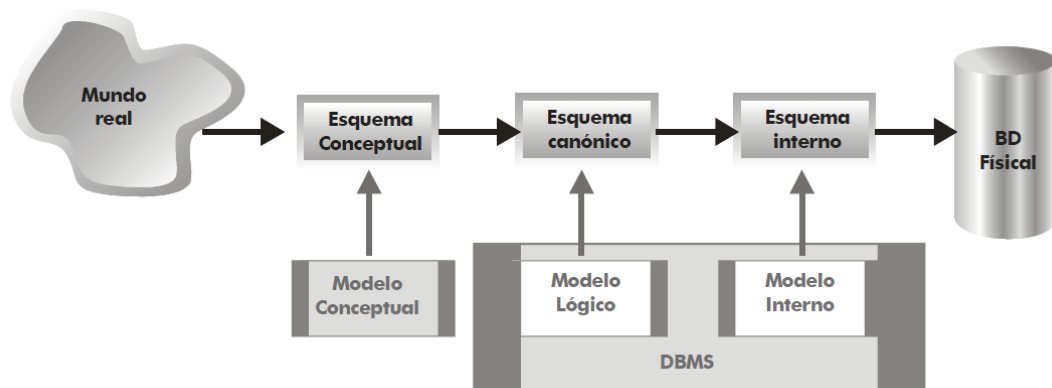 Mundo
real
Esquema
Conceptual
Esquema
canónico
Esquema
interno
BD
Físical
Modelo
Conceptual
Modelo
Lógico
Modelo
Interno
DBMS